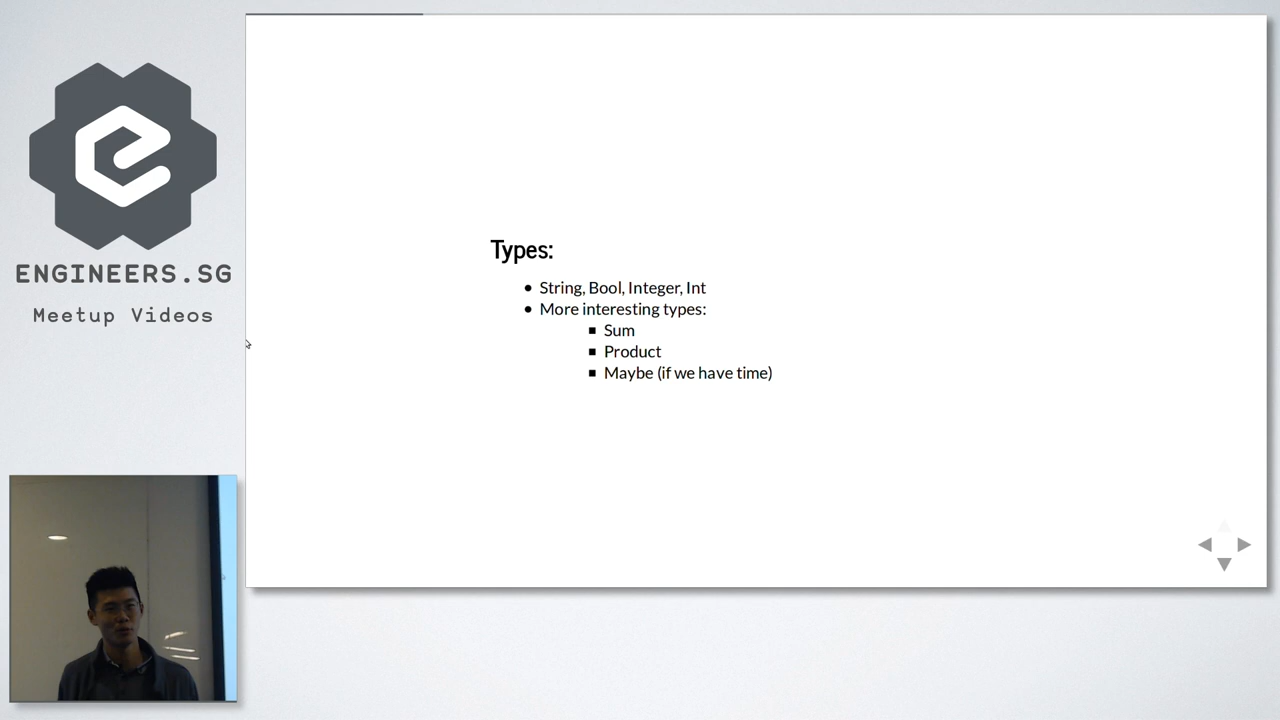 ENGINEERS.SG
Meetup Videos
Types:
String, Bool, Integer, Int
More interesting types:
Sum
Product
Maybe (if we have time)